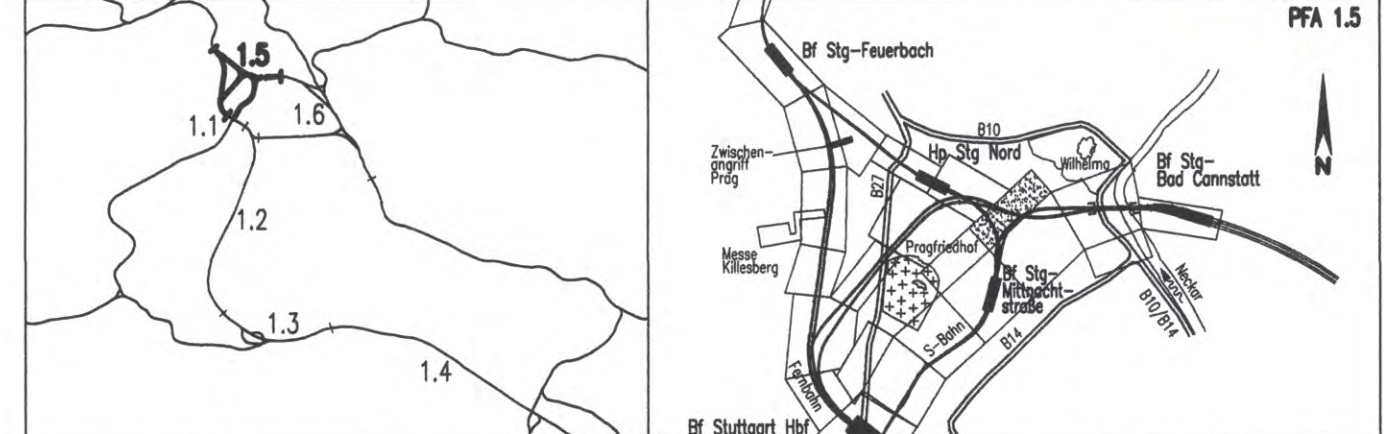 1.5
1.1
1.6
1.2
1.3
1.4
PFA 1.5
Bf Stg-Feuerbach
B10
Zwischen-
angriff
Prag
B27
Hp Stg Nord
Wilhelma
Bf Stg-
Bad Cannstatt
N
Messe
Killesberg
Pragfriedhof
Bf Stg-
Mittnacht-
straße
Neckar
B10/B14
S-Bahn
B14
Fernbahn
Bf Stuttgart Hbf